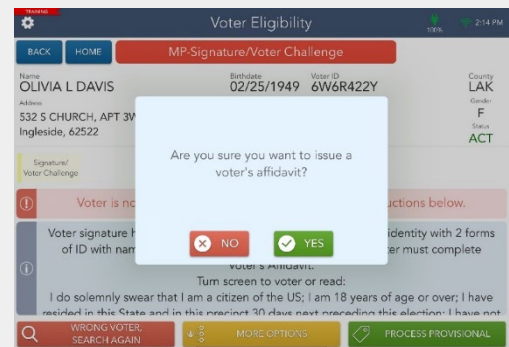 TRAINING
Voter Eligibility
100%
2:14 PM
BACK
HOME
MP-Signature/Voter Challenge
Name
OLIVIA L DAVIS
Birthdate
02/25/1949
Voter ID
6W6R422Y
County
LAK
Address
532 S CHURCH, APT 3W
Ingleside, 62522
Gender
F
Status
ACT
Signature/
Voter Challenge
Are you sure you want to issue a
voter's affidavit?
NO
YES
Voter is no
uctions below.
Voter signature h
identity with 2 forms
of ID with nam
ter must complete
Voter's Affidavit.
Turn screen to voter or read:
I do solemnly swear that I am a citizen of the US; I am 18 years of age or over; I have
resided in this State and in this precinct 30 days next preceding this election; I have not
WRONG VOTER,
SEARCH AGAIN
MORE OPTIONS
PROCESS PROVISIONAL